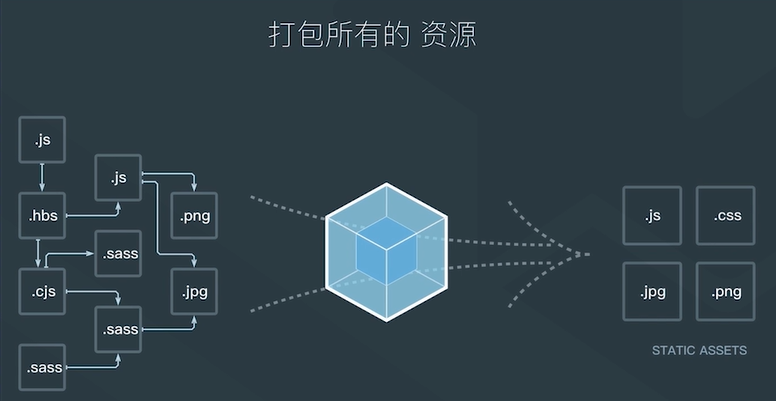 打包所有的 资源
.js
.js
.hbs
.png
.sass
.cjs
.jpg
.sass
.sass
.js
.css
.jpg
.png
STATIC ASSETS